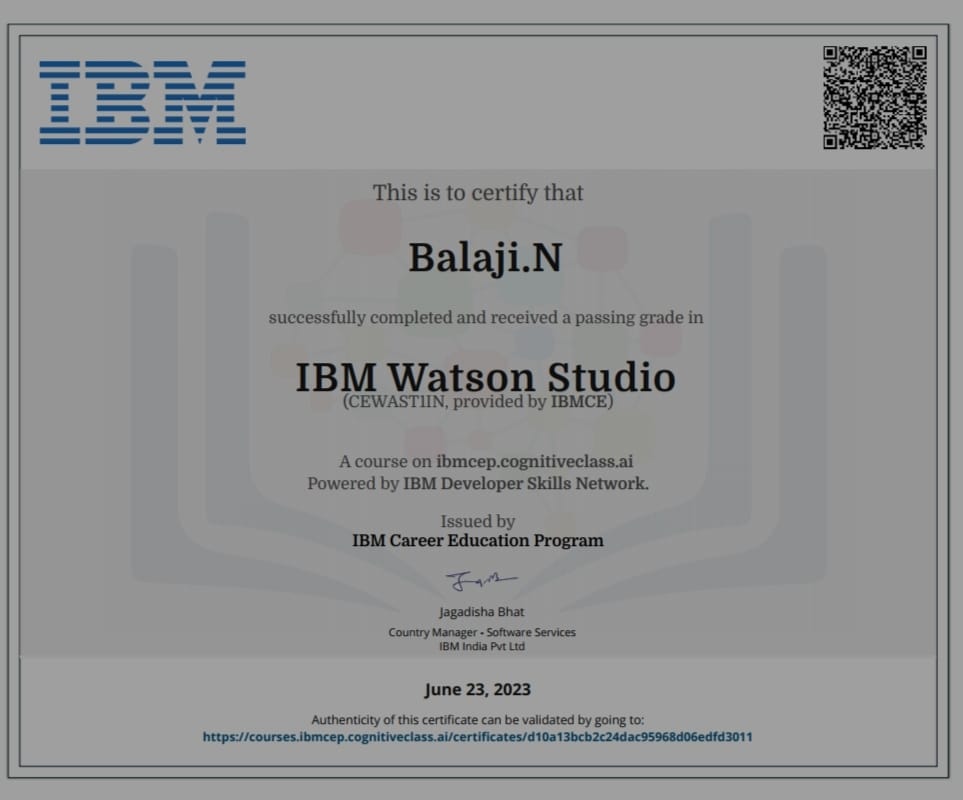 IBM
This is to certify that
Balaji.N
successfully completed and received a passing grade in
IBM Watson Studio
(CEWAST1IN, provided by IBMCE)
A course on ibmcep.cognitiveclass.ai
Powered by IBM Developer Skills Network.
Issued by
IBM Career Education Program
Jagadisha Bhat
Country Manager - Software Services
IBM India Pvt Ltd
June 23, 2023
Authenticity of this certificate can be validated by going to:
https://courses.ibmcep.cognitiveclass.ai/certificates/d10a13bcb2c24dac95968d06edfd3011